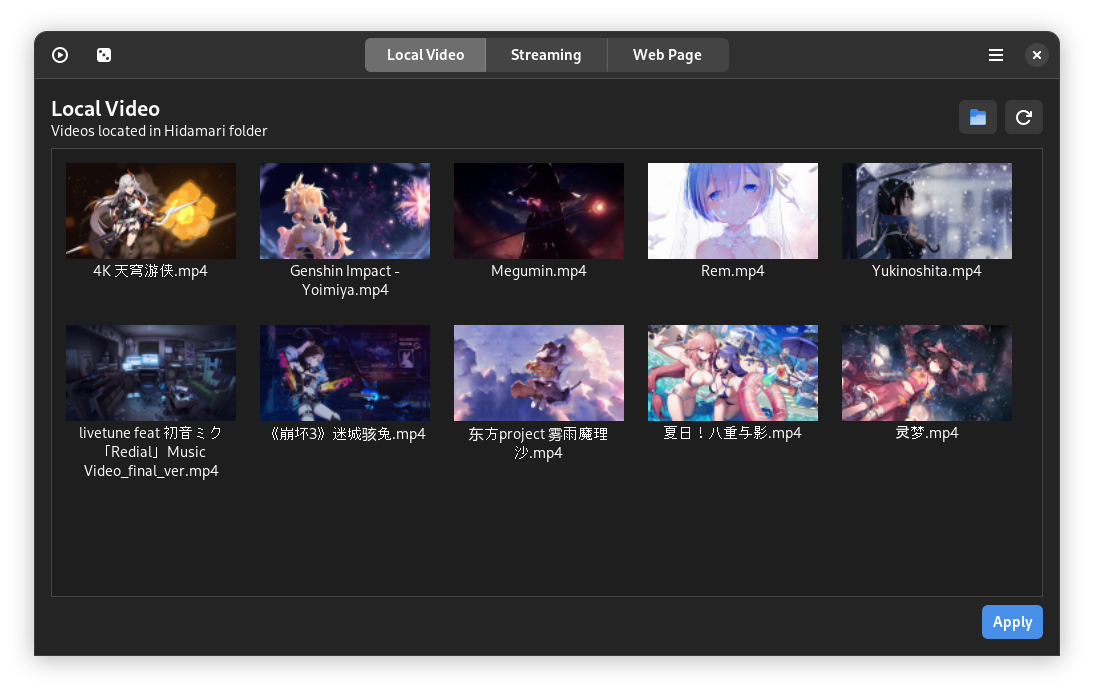 Local Video
Streaming
Web Page
Local Video
Videos located in Hidamari folder
4K 天穹游侠.mp4
Genshin Impact -
Yoimiya.mp4
Megumin.mp4
Rem.mp4
Yukinoshita.mp4
livetune feat 初音ミク
「Redial」Music
Video_final_ver.mp4
《崩坏3》迷城骇兔.mp4
东方project 雾雨魔理
沙.mp4
夏日！八重与影.mp4
灵梦.mp4
Apply